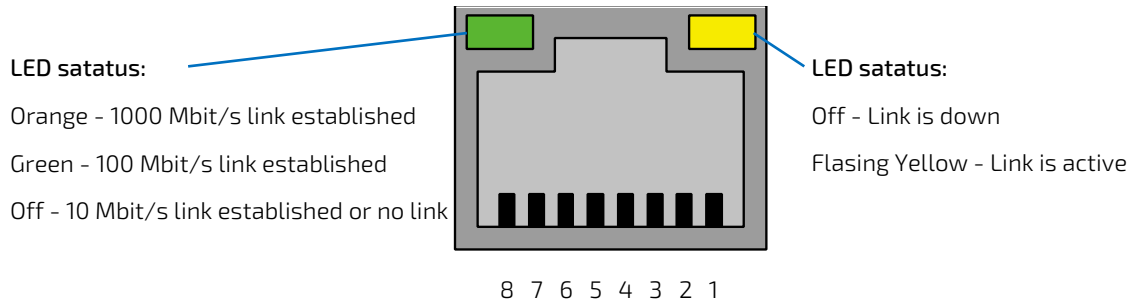 LED satatus:
Orange - 1000 Mbit/s link established
Green - 100 Mbit/s link established
Off - 10 Mbit/s link established or no link
LED satatus:
Off - Link is down
Flasing Yellow - Link is active
8 7 6 5 4 3 2 1